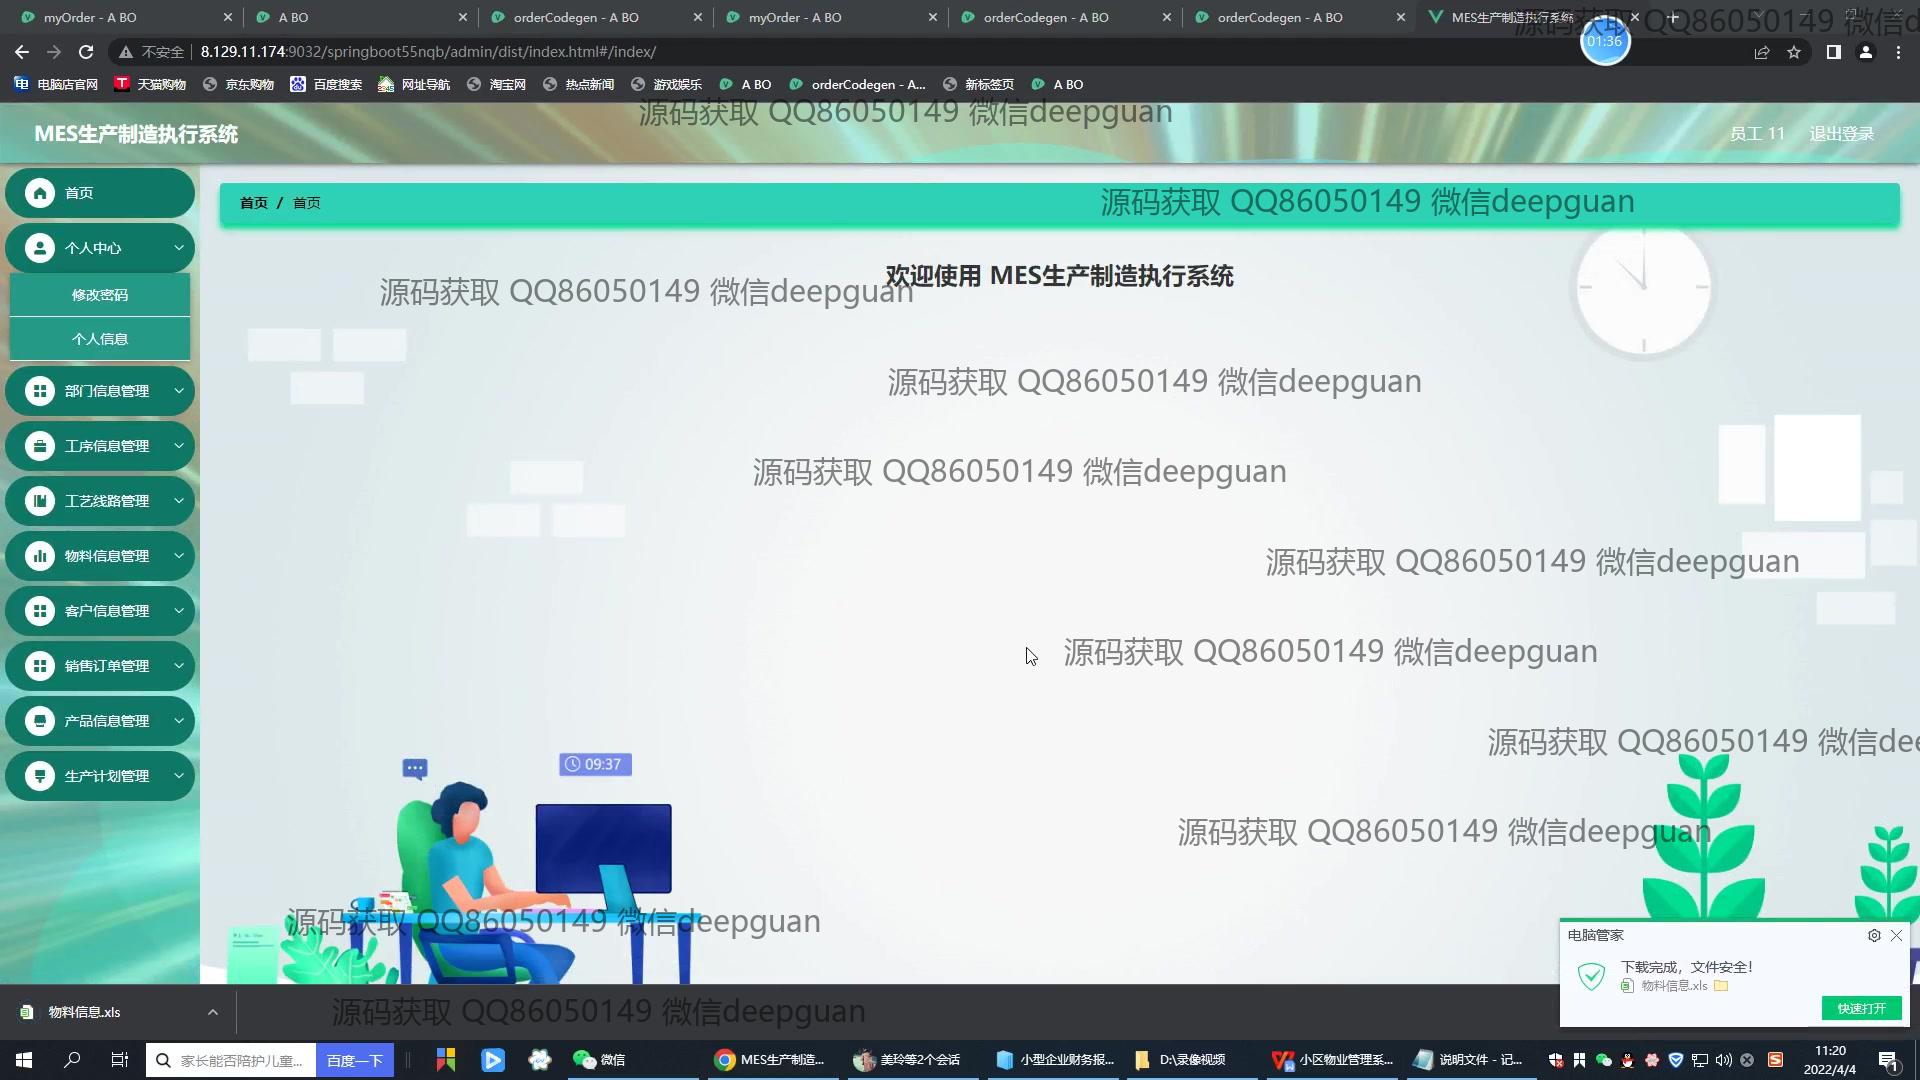 myOrder - A BO
A BO
orderCodegen - A BO
myOrder - A BO
orderCodegen - A BO
orderCodegen - A BO
MES生产制造执行系统
01:36
不安全
8.129.11.174:9032/springboot55nqb/admin/dist/index.html#/index/
电脑店官网
天猫购物
京东购物
百度搜索
网址导航
淘宝网
热点新闻
游戏娱乐
A BO
orderCodegen - A...
新标签页
A BO
源码获取 QQ86050149 微信deepguan
MES生产制造执行系统
员工 11
退出登录
首页
首页 / 首页
源码获取 QQ86050149 微信deepguan
个人中心
修改密码
个人信息
欢迎使用 MES生产制造执行系统
源码获取 QQ86050149 微信deepguan
部门信息管理
源码获取 QQ86050149 微信deepguan
工序信息管理
源码获取 QQ86050149 微信deepguan
工艺线路管理
物料信息管理
源码获取 QQ86050149 微信deepguan
客户信息管理
销售订单管理
源码获取 QQ86050149 微信deepguan
产品信息管理
源码获取 QQ86050149 微信dee
生产计划管理
09:37
源码获取 QQ86050149 微信deepguan
源码获取 QQ86050149 微信deepguan
电脑管家
下载完成，文件安全!
物料信息.xls
快速打开
物料信息.xls
源码获取 QQ86050149 微信deepguan
家长能否陪护儿童...
百度一下
微信
MES生产制造...
美玲等2个会话
小型企业财务报...
D:\录像视频
小区物业管理系...
说明文件 - 记...
11:20
2022/4/4